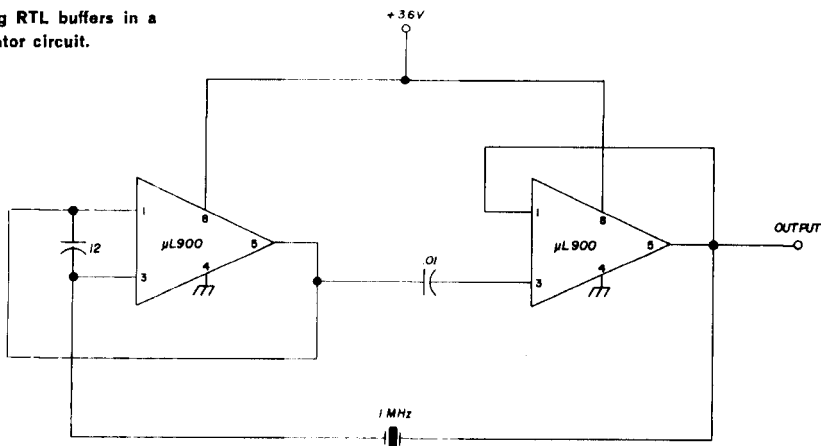 g RTL buffers in a
tor circuit.
+3.6V
1
3
8
4
5
µL900
12
.01
1
3
8
4
5
µL900
OUTPUT
1 MHz